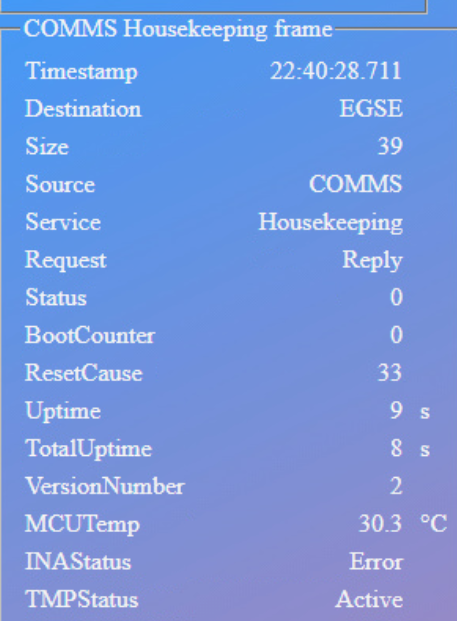 COMMS Housekeeping frame
Timestamp 22:40:28.711
Destination EGSE
Size 39
Source COMMS
Service Housekeeping
Request Reply
Status 0
BootCounter 0
ResetCause 33
Uptime 9 s
TotalUptime 8 s
VersionNumber 2
MCUTemp 30.3 °C
INAStatus Error
TMPStatus Active